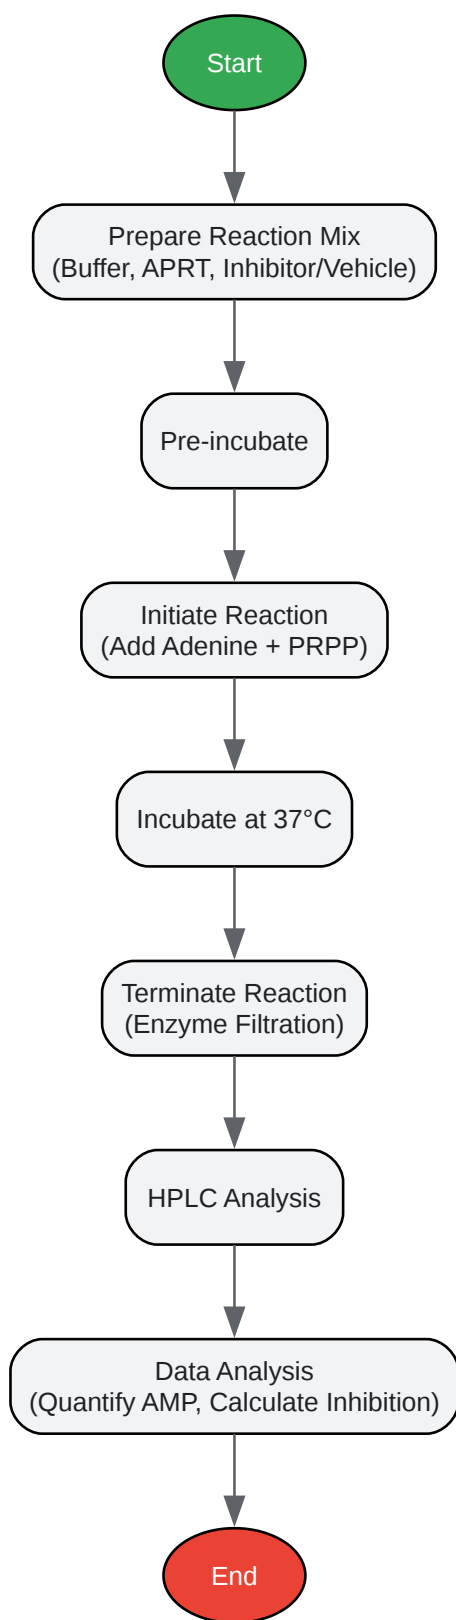 Start
Prepare Reaction Mix
(Buffer, APRT, Inhibitor/Vehicle)
Pre-incubate
Initiate Reaction
(Add Adenine + PRPP)
Incubate at 37°C
Terminate Reaction
(Enzyme Filtration)
HPLC Analysis
Data Analysis
(Quantify AMP, Calculate Inhibition)
End